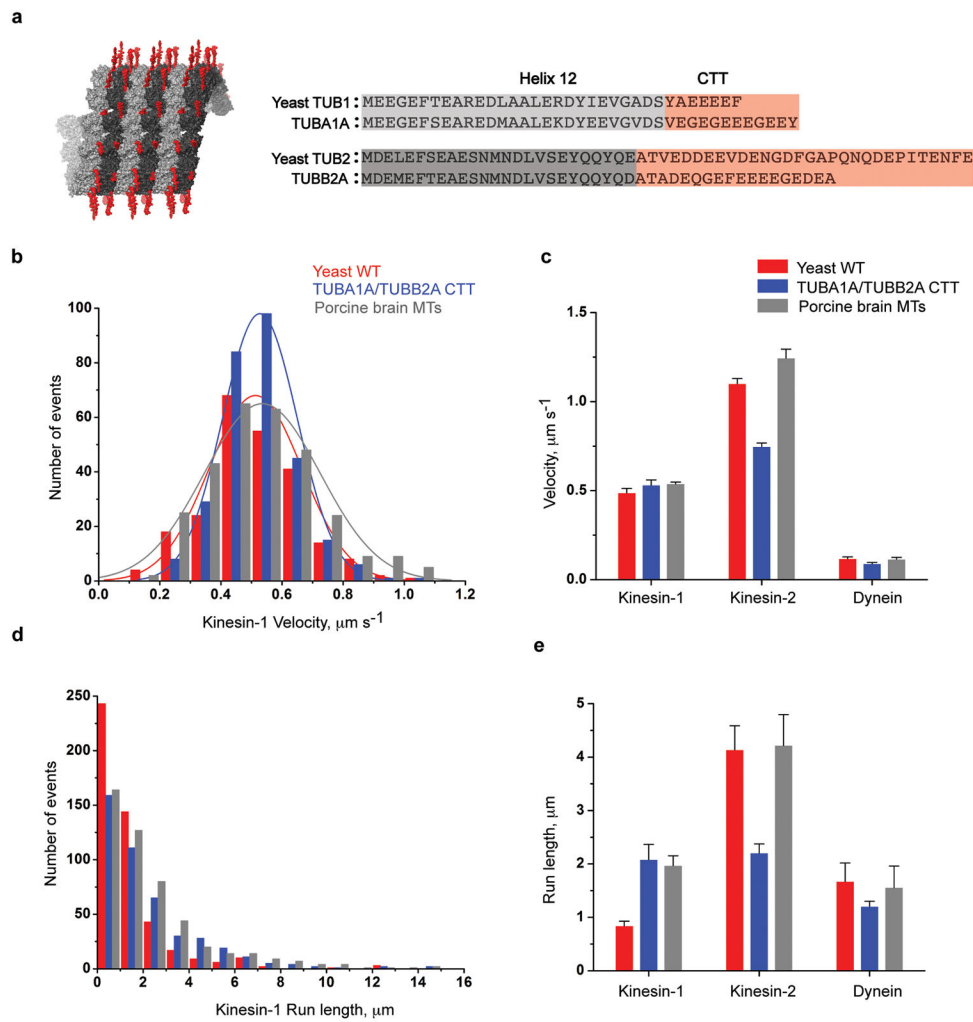 a
Helix 12 CTT
Yeast TUB1 : MEEGEFTEAREDLAALERDYIEVGADSYAEEEEF
TUBA1A : MEEGEFSEAREDMAALEKDYEEVGVDSVEGEGEEEGEEY
Yeast TUB2 : MDELEFSEAESNMNDLVSEYQQYQEATVEDDEEVDENGDFGAPQNQDEPITENFE
TUBB2A : MDEMEFTEAESNMNDLVSEYQQYQDATADEQGEFEEEEGEDEA
b
Yeast WT
TUBA1A/TUBB2A CTT
Porcine brain MTs
100
80
60
40
20
0
Number of events
0.0 0.2 0.4 0.6 0.8 1.0 1.2
Kinesin-1 Velocity, μm s⁻¹
c
Yeast WT
TUBA1A/TUBB2A CTT
Porcine brain MTs
1.5
1.0
0.5
0.0
Velocity, μm s⁻¹
Kinesin-1 Kinesin-2 Dynein
d
250
200
150
100
50
0
Number of events
0 2 4 6 8 10 12 14 16
Kinesin-1 Run length, μm
e
5
4
3
2
1
0
Run length, μm
Kinesin-1 Kinesin-2 Dynein